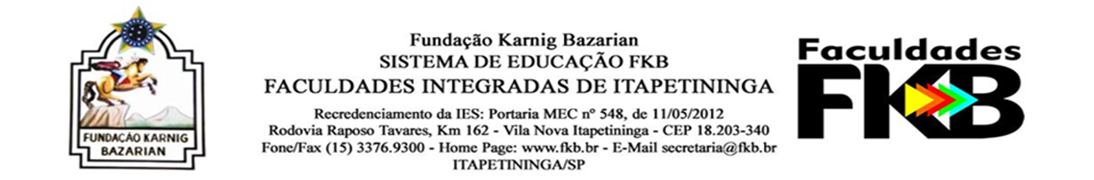 FUNDAÇÃO KARNIG
BAZARIAN
Fundação Karnig Bazarian
SISTEMA DE EDUCAÇÃO FKB
FACULDADES INTEGRADAS DE ITAPETININGA
Recredenciamento da IES: Portaria MEC nº 548, de 11/05/2012
Rodovia Raposo Tavares, Km 162 - Vila Nova Itapetininga - CEP 18.203-340
Fone/Fax (15) 3376.9300 - Home Page: www.fkb.br - E-Mail secretaria@fkb.br
ITAPETININGA/SP
Faculdades
FKB